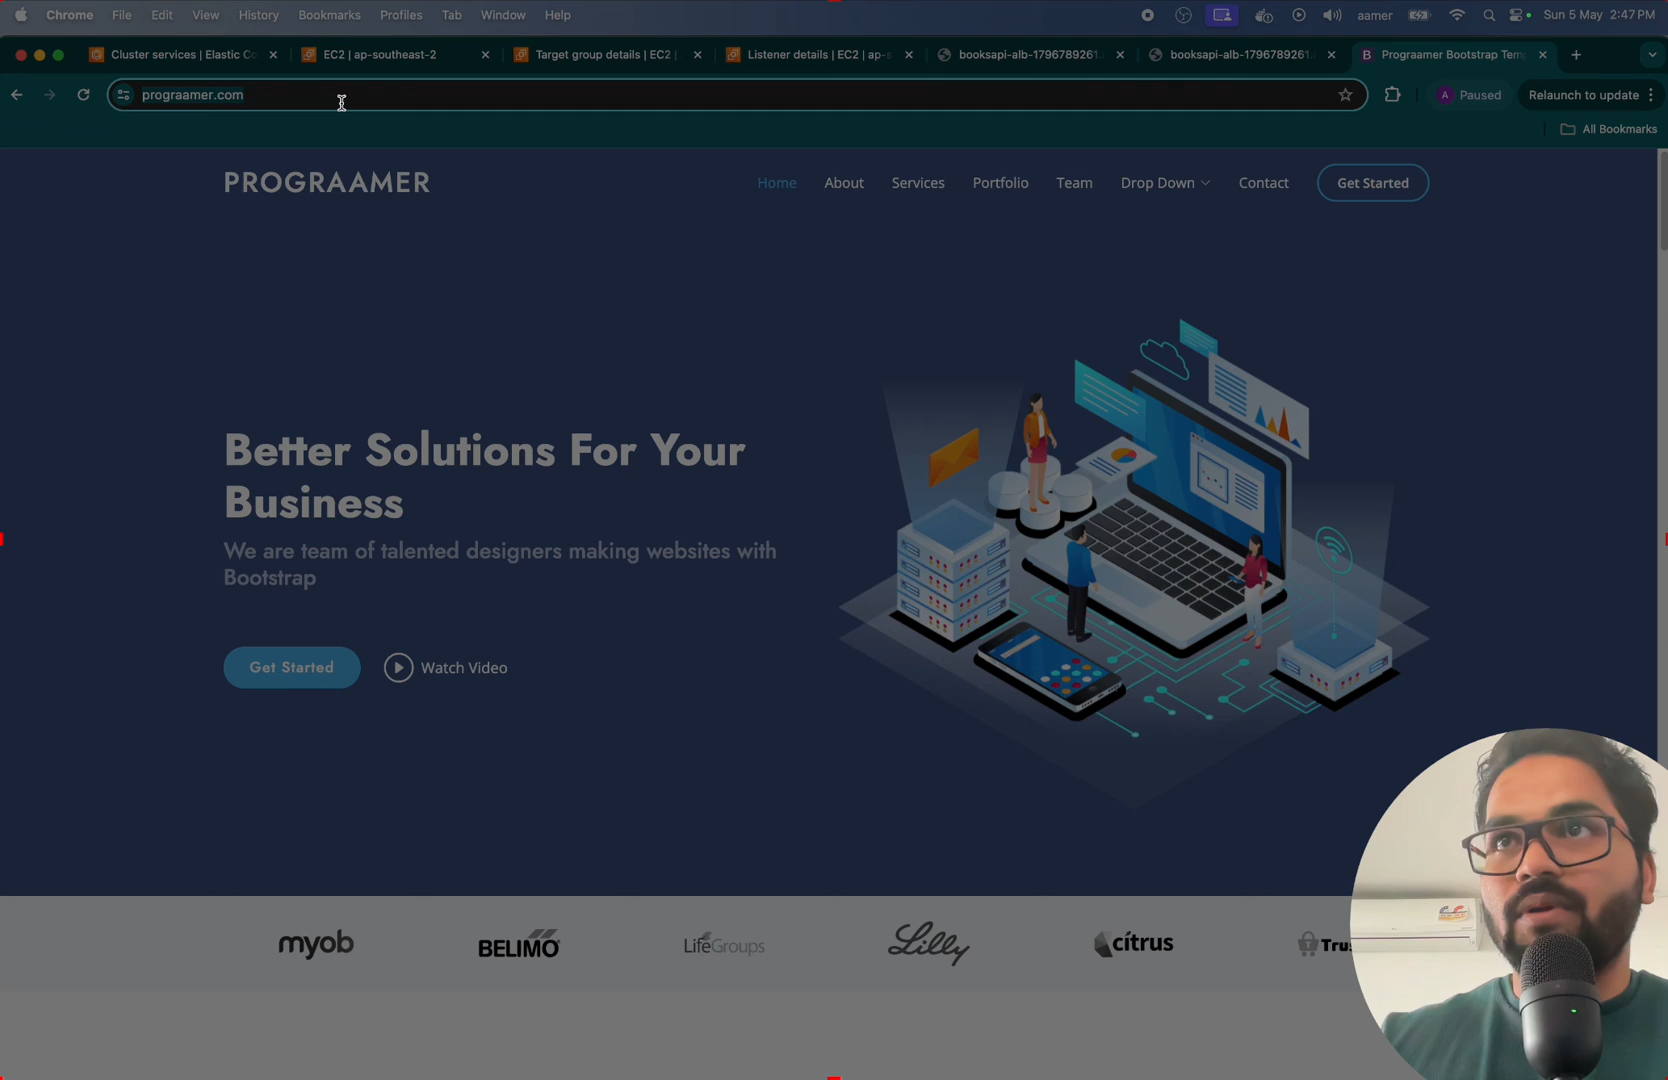 Chrome File Edit View History Bookmarks Profiles Tab Window Help aamer Sun 5 May 2:47 PM
Cluster services | Elastic Co EC2 | ap-southeast-2 Target group details | EC2 | Listener details | EC2 | ap-s booksapi-alb-1796789261. booksapi-alb-1796789261. B Prograamer Bootstrap Tem
prograamer.com A Paused Relaunch to update
All Bookmarks
PROGRAAMER Home About Services Portfolio Team Drop Down Contact Get Started
Better Solutions For Your
Business
We are team of talented designers making websites with
Bootstrap
Get Started Watch Video
myob BELIMO LifeGroups Lilly citrus Trus